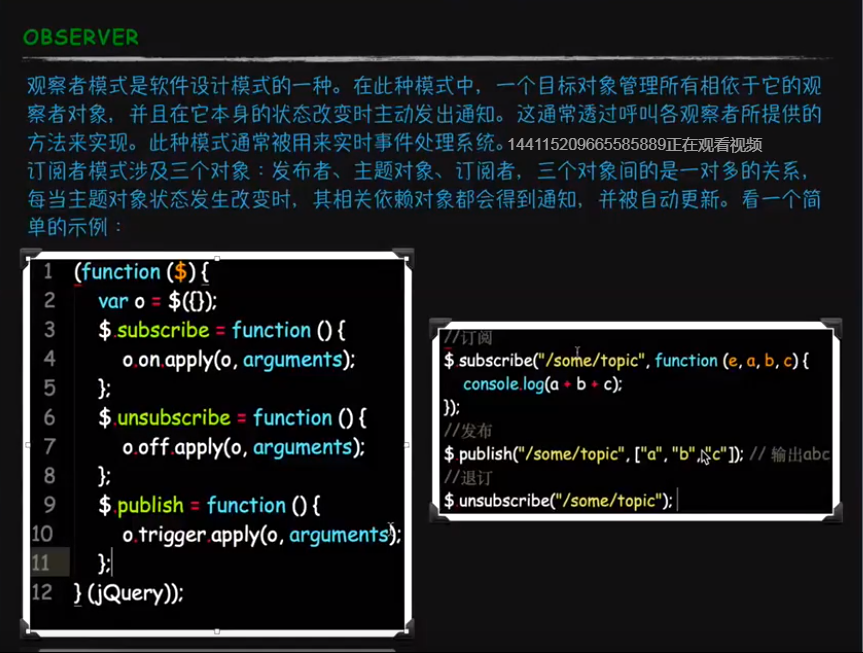 OBSERVER
观察者模式是软件设计模式的一种。在此种模式中，一个目标对象管理所有相依于它的观
察者对象，并且在它本身的状态改变时主动发出通知。这通常透过呼叫各观察者所提供的
方法来实现。此种模式通常被用来实时事件处理系统。144115209665585889正在观看视频
订阅者模式涉及三个对象：发布者、主题对象、订阅者，三个对象间的是一对多的关系，
每当主题对象状态发生改变时，其相关依赖对象都会得到通知，并被自动更新。看一个简
单的示例：
1 (function ($) {
2 var o = $({});
3 $.subscribe = function () {
4 o.on.apply(o, arguments);
5 };
6 $.unsubscribe = function () {
7 o.off.apply(o, arguments);
8 };
9 $.publish = function () {
10 o.trigger.apply(o, arguments);
11 };
12 } (jQuery));
//订阅
$.subscribe("/some/topic", function (e, a, b, c) {
console.log(a + b + c);
});
//发布
$.publish("/some/topic", ["a", "b", "c"]); // 输出abc
//退订
$.unsubscribe("/some/topic");